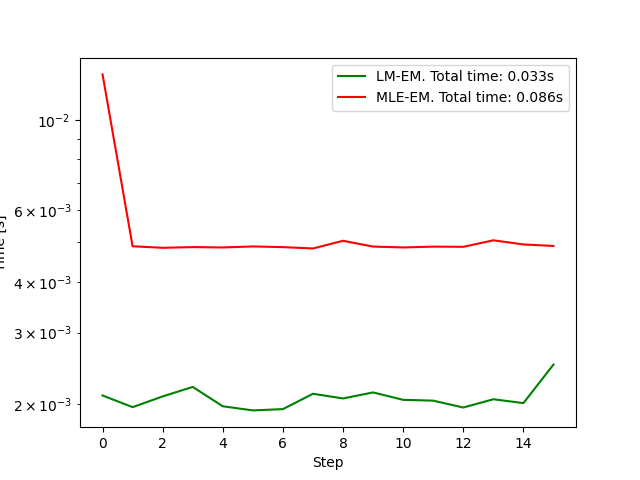 LM-EM. Total time: 0.033s
MLE-EM. Total time: 0.086s
10⁻²
6 × 10⁻³
4 × 10⁻³
3 × 10⁻³
2 × 10⁻³
0 2 4 6 8 10 12 14
Step